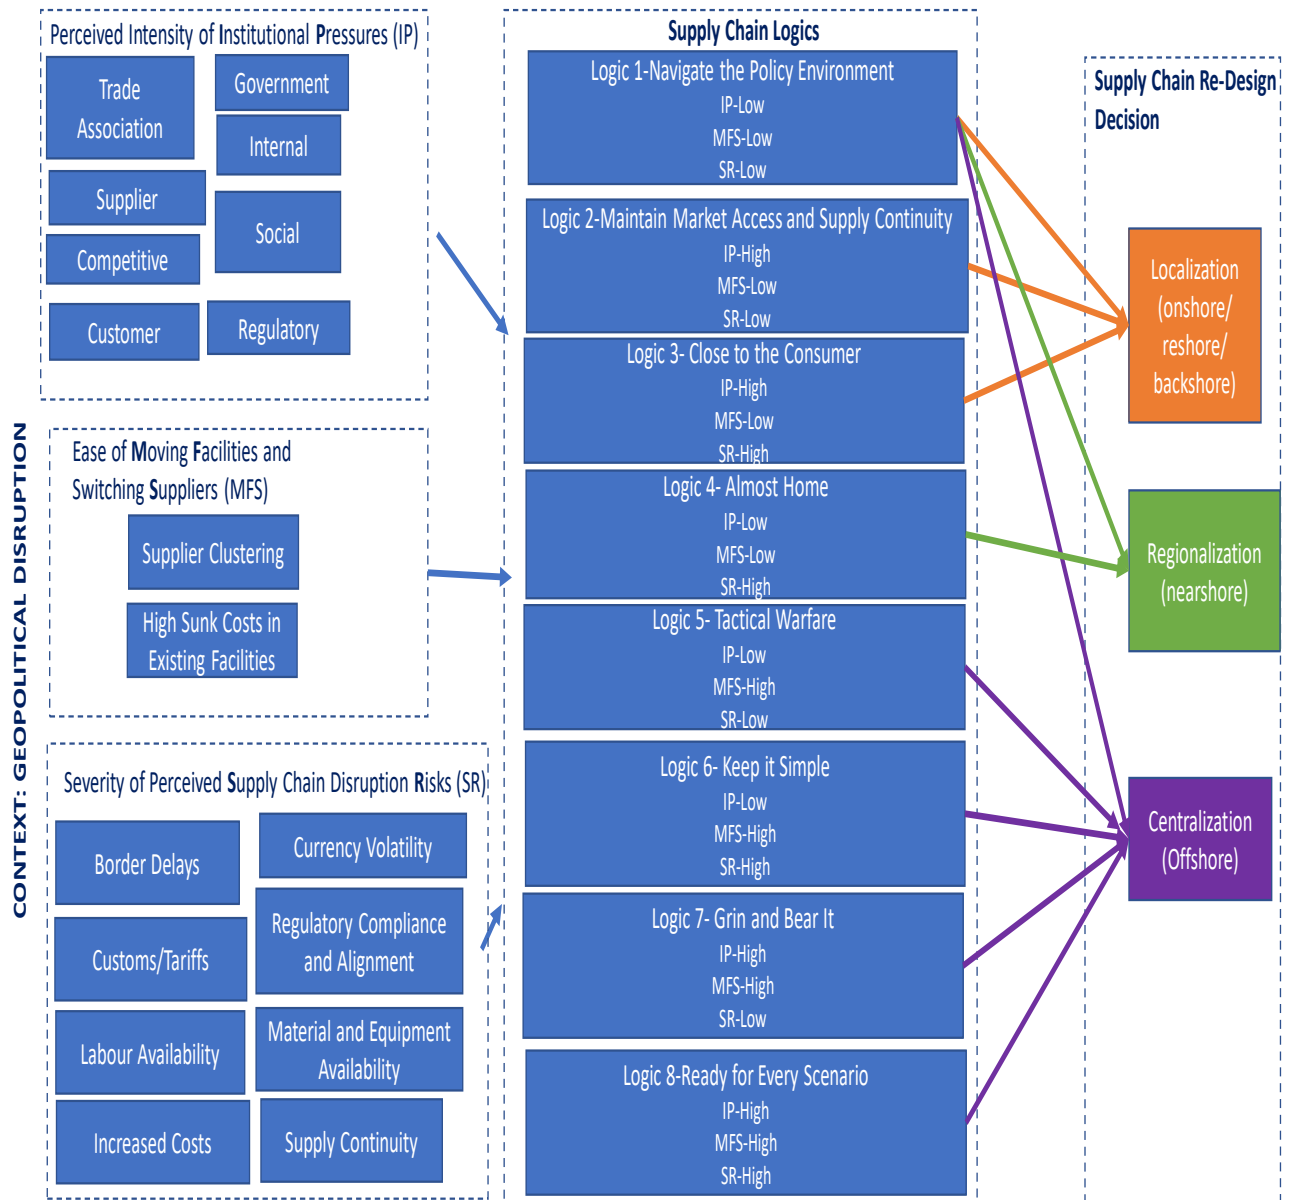 CONTEXT: GEOPOLITICAL DISRUPTION
Perceived Intensity of Institutional Pressures (IP)
Trade
Association
Government
Internal
Supplier
Social
Competitive
Customer
Regulatory
Ease of Moving Facilities and
Switching Suppliers (MFS)
Supplier Clustering
High Sunk Costs in
Existing Facilities
Severity of Perceived Supply Chain Disruption Risks (SR)
Border Delays
Currency Volatility
Customs/Tariffs
Regulatory Compliance
and Alignment
Labour Availability
Material and Equipment
Availability
Increased Costs
Supply Continuity
Supply Chain Logics
Logic 1-Navigate the Policy Environment
IP-Low
MFS-Low
SR-Low
Logic 2-Maintain Market Access and Supply Continuity
IP-High
MFS-Low
SR-Low
Logic 3- Close to the Consumer
IP-High
MFS-Low
SR-High
Logic 4- Almost Home
IP-Low
MFS-Low
SR-High
Logic 5- Tactical Warfare
IP-Low
MFS-High
SR-Low
Logic 6- Keep it Simple
IP-Low
MFS-High
SR-High
Logic 7- Grin and Bear It
IP-High
MFS-High
SR-Low
Logic 8-Ready for Every Scenario
IP-High
MFS-High
SR-High
Supply Chain Re-Design
Decision
Localization
(onshore/
reshore/
backshore)
Regionalization
(nearshore)
Centralization
(Offshore)